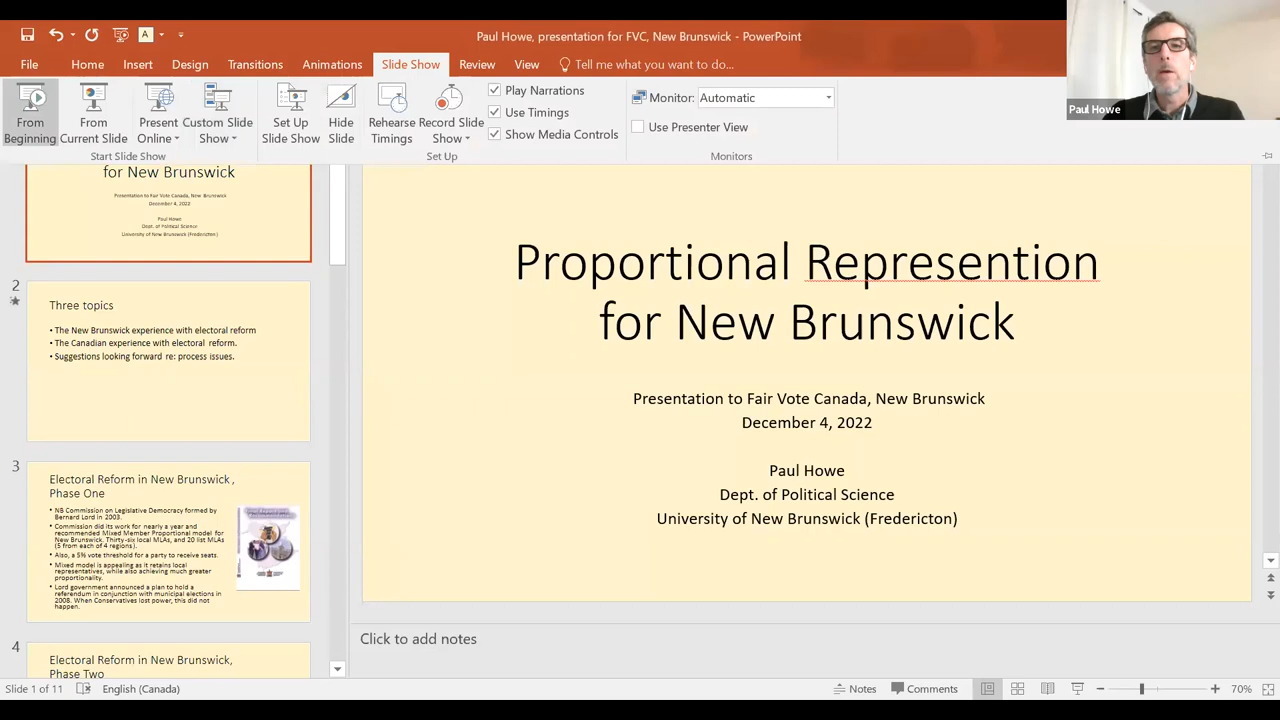 Paul Howe, presentation for FVC, New Brunswick - PowerPoint
File
Home
Insert
Design
Transitions
Animations
Slide Show
Review
View
Tell me what you want to do...
Paul Howe
From Beginning
From Current Slide
Present Online
Custom Slide Show
Start Slide Show
Set Up Slide Show
Hide Slide
Rehearse Timings
Record Slide Show
Play Narrations
Use Timings
Show Media Controls
Set Up
Monitor: Automatic
Use Presenter View
Monitors
for New Brunswick
Presentation to Fair Vote Canada, New Brunswick
December 4, 2022
Paul Howe
Dept. of Political Science
University of New Brunswick (Fredericton)
2
Three topics
• The New Brunswick experience with electoral reform
• The Canadian experience with electoral reform.
• Suggestions looking forward re: process issues.
3
Electoral Reform in New Brunswick,
Phase One
• NB Commission on Legislative Democracy formed by
Bernard Lord in 2003.
• Commission did its work for nearly a year and
recommended Mixed Member Proportional model for
New Brunswick. Thirty-six local MLAs, and 20 list MLAs
(5 from each of 4 regions).
• Also, a 5% vote threshold for a party to receive seats.
• Mixed model is appealing as it retains local
representatives, while also achieving much greater
proportionality.
• Lord government announced a plan to hold a
referendum in conjunction with municipal elections in
2008. When Conservatives lost power, this did not
happen.
4
Electoral Reform in New Brunswick,
Phase Two
Proportional Represention
for New Brunswick
Presentation to Fair Vote Canada, New Brunswick
December 4, 2022
Paul Howe
Dept. of Political Science
University of New Brunswick (Fredericton)
Click to add notes
Slide 1 of 11
English (Canada)
Notes
Comments
70%